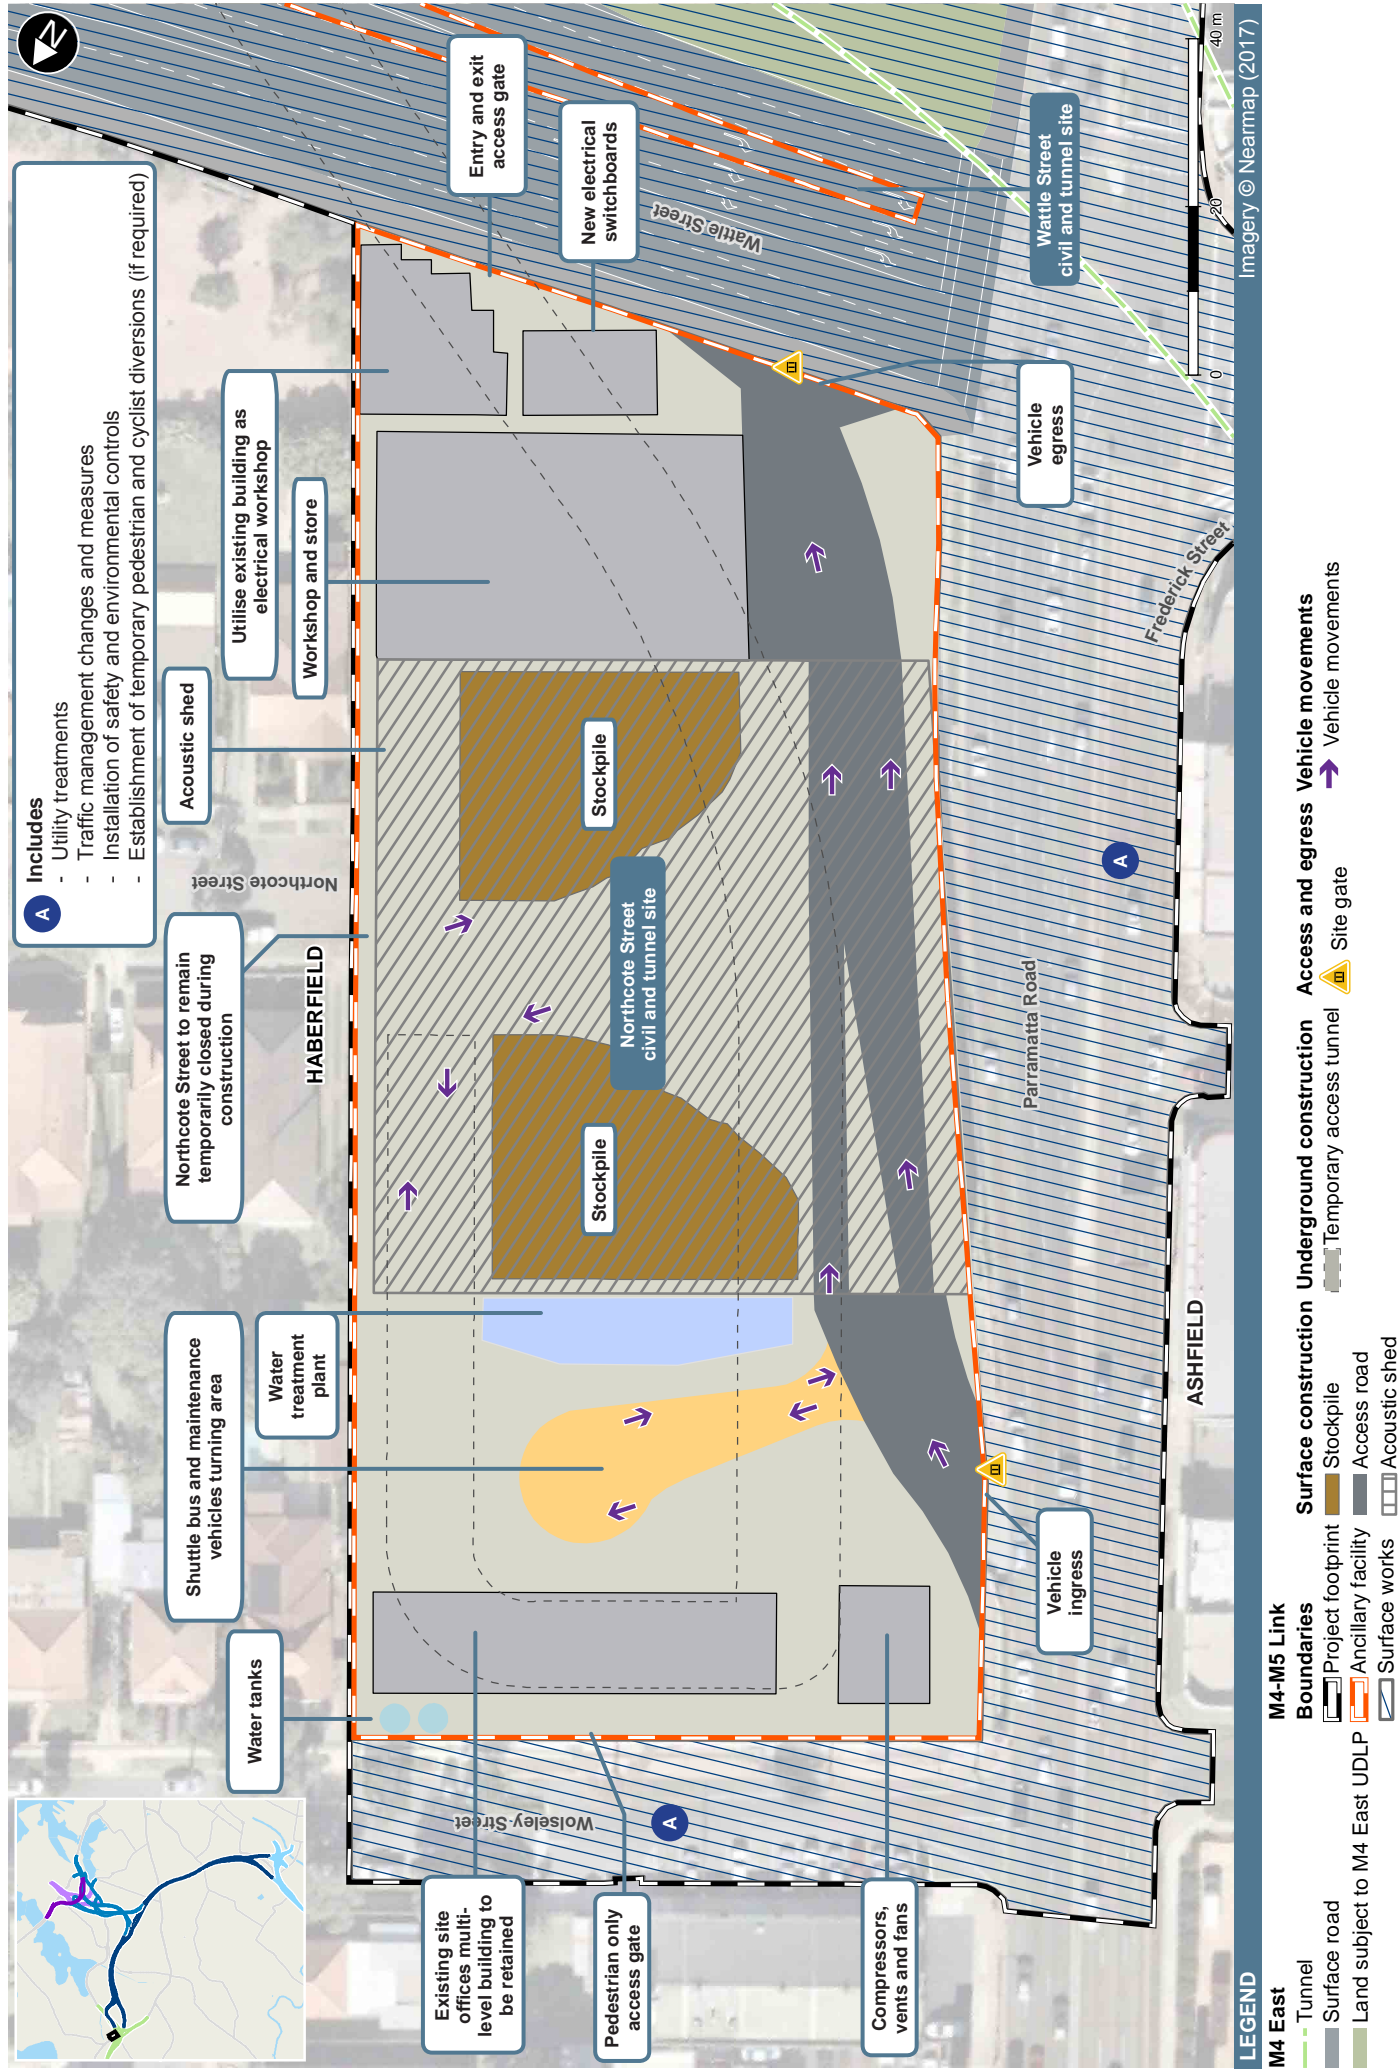 N
A Includes
- Utility treatments
- Traffic management changes and measures
- Installation of safety and environmental controls
- Establishment of temporary pedestrian and cyclist diversions (if required)
Water tanks
Shuttle bus and maintenance
vehicles turning area
Water
treatment
plant
Northcote Street to remain
temporarily closed during
construction
Northcote Street
Acoustic shed
Utilise existing building as
electrical workshop
Workshop and store
HABERFIELD
Entry and exit
access gate
New electrical
switchboards
Wattle Street
Wattle Street
civil and tunnel site
Stockpile
Stockpile
Northcote Street
civil and tunnel site
Existing site
offices multi-
level building to
be retained
Wolseley Street
A
Pedestrian only
access gate
Compressors,
vents and fans
Vehicle
ingress
Vehicle
egress
Parramatta Road
A
Frederick Street
ASHFIELD
0
20
40 m
LEGEND
Imagery © Nearmap (2017)
M4 East
Tunnel
Surface road
Land subject to M4 East UDLP
M4-M5 Link
Boundaries
Project footprint
Ancillary facility
Surface works
Surface construction
Stockpile
Access road
Acoustic shed
Underground construction
Temporary access tunnel
Access and egress
Site gate
Vehicle movements
Vehicle movements